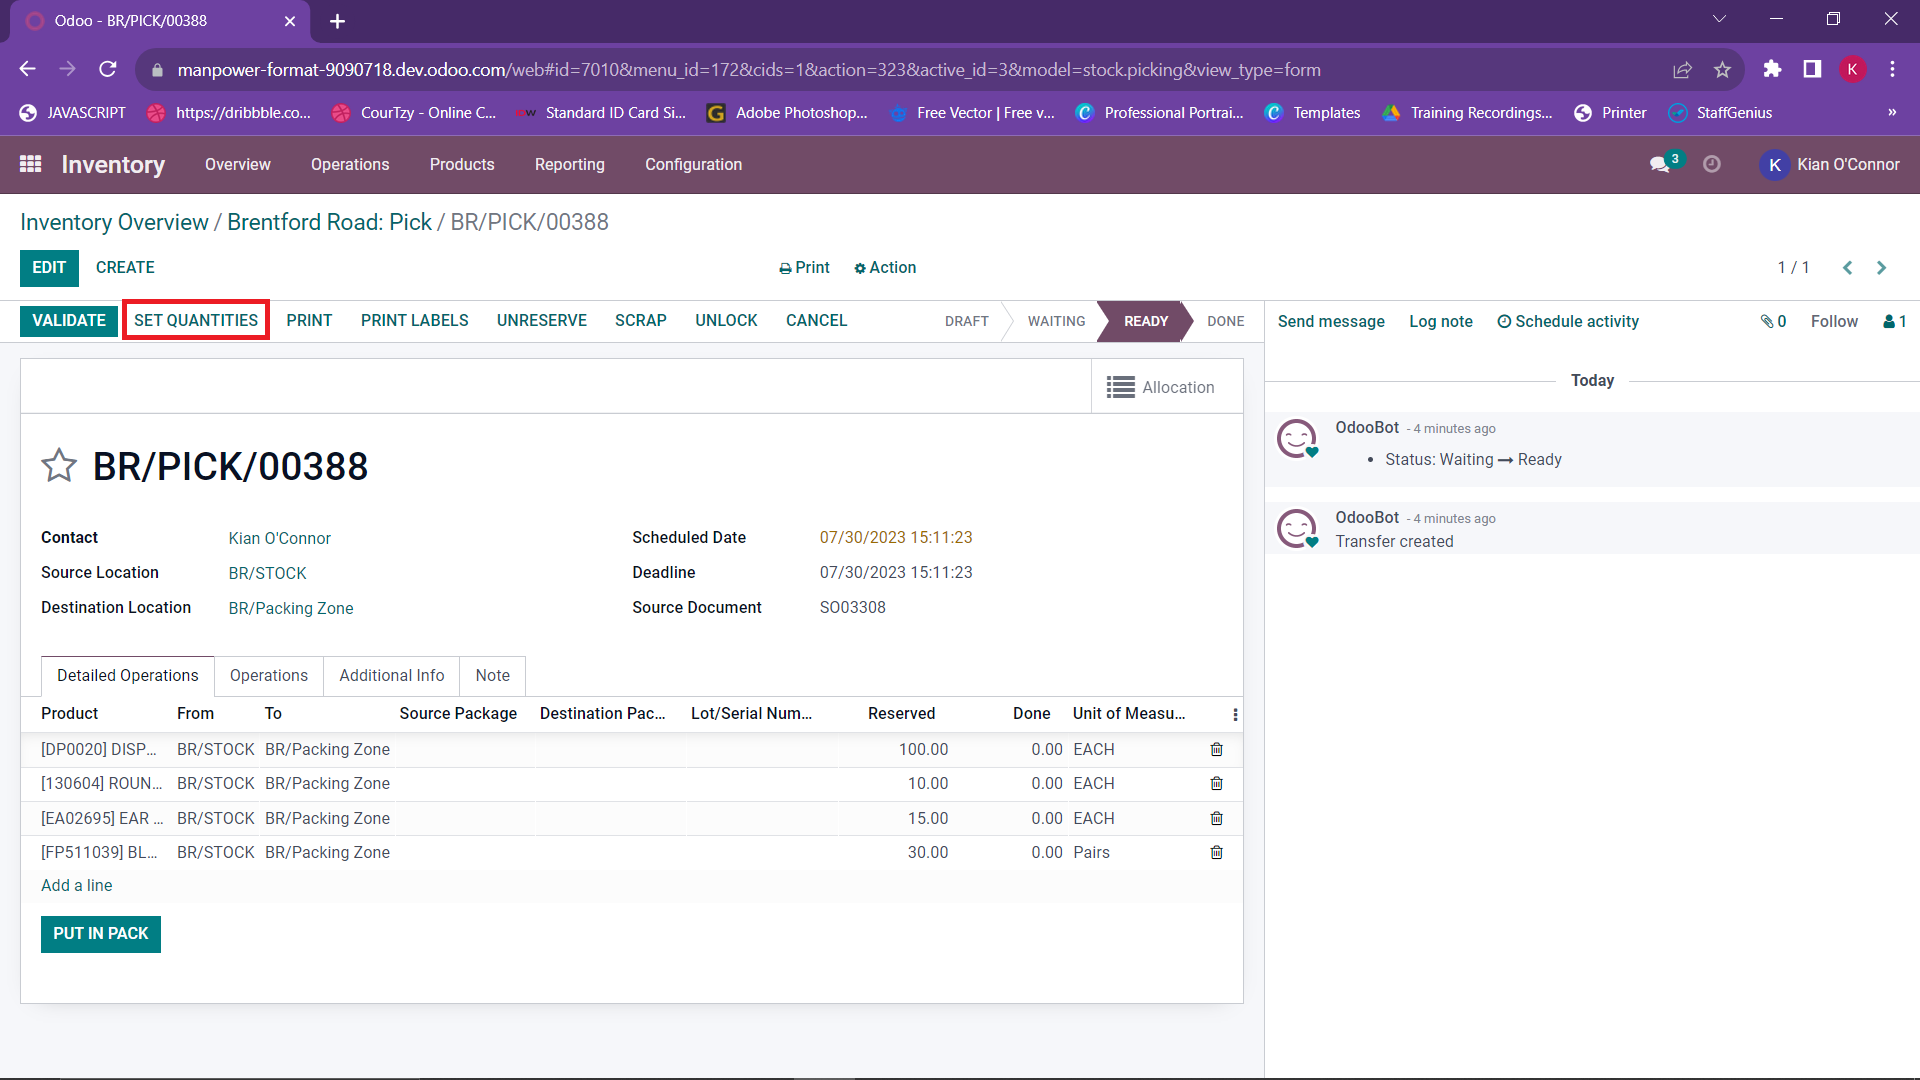 Odoo - BR/PICK/00388
manpower-format-9090718.dev.odoo.com/web#id=7010&menu_id=172&cids=1&action=323&active_id=3&model=stock.picking&view_type=form
K
JAVASCRIPT https://dribbble.co... CourTzy - Online C... Standard ID Card Si... Adobe Photoshop... Free Vector | Free v... Professional Portrai... Templates Training Recordings... Printer StaffGenius »
Inventory Overview Operations Products Reporting Configuration 3 K Kian O'Connor
Inventory Overview / Brentford Road: Pick / BR/PICK/00388
EDIT CREATE Print Action 1 / 1
VALIDATE SET QUANTITIES PRINT PRINT LABELS UNRESERVE SCRAP UNLOCK CANCEL DRAFT WAITING READY DONE
Send message Log note Schedule activity 0 Follow 1
Allocation
Today
OdooBot - 4 minutes ago
• Status: Waiting → Ready
OdooBot - 4 minutes ago
Transfer created
BR/PICK/00388
Contact Kian O'Connor Scheduled Date 07/30/2023 15:11:23
Source Location BR/STOCK Deadline 07/30/2023 15:11:23
Destination Location BR/Packing Zone Source Document SO03308
Detailed Operations Operations Additional Info Note
Product From To Source Package Destination Pac... Lot/Serial Num... Reserved Done Unit of Measu...
[DP0020] DISP... BR/STOCK BR/Packing Zone 100.00 0.00 EACH
[130604] ROUN... BR/STOCK BR/Packing Zone 10.00 0.00 EACH
[EA02695] EAR ... BR/STOCK BR/Packing Zone 15.00 0.00 EACH
[FP511039] BL... BR/STOCK BR/Packing Zone 30.00 0.00 Pairs
Add a line
PUT IN PACK